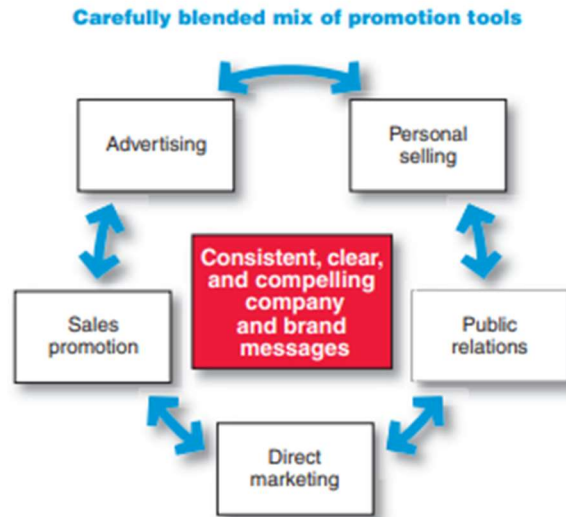 Carefully blended mix of promotion tools
Advertising
Personal
selling
Consistent, clear,
and compelling
company
and brand
messages
Sales
promotion
Public
relations
Direct
marketing